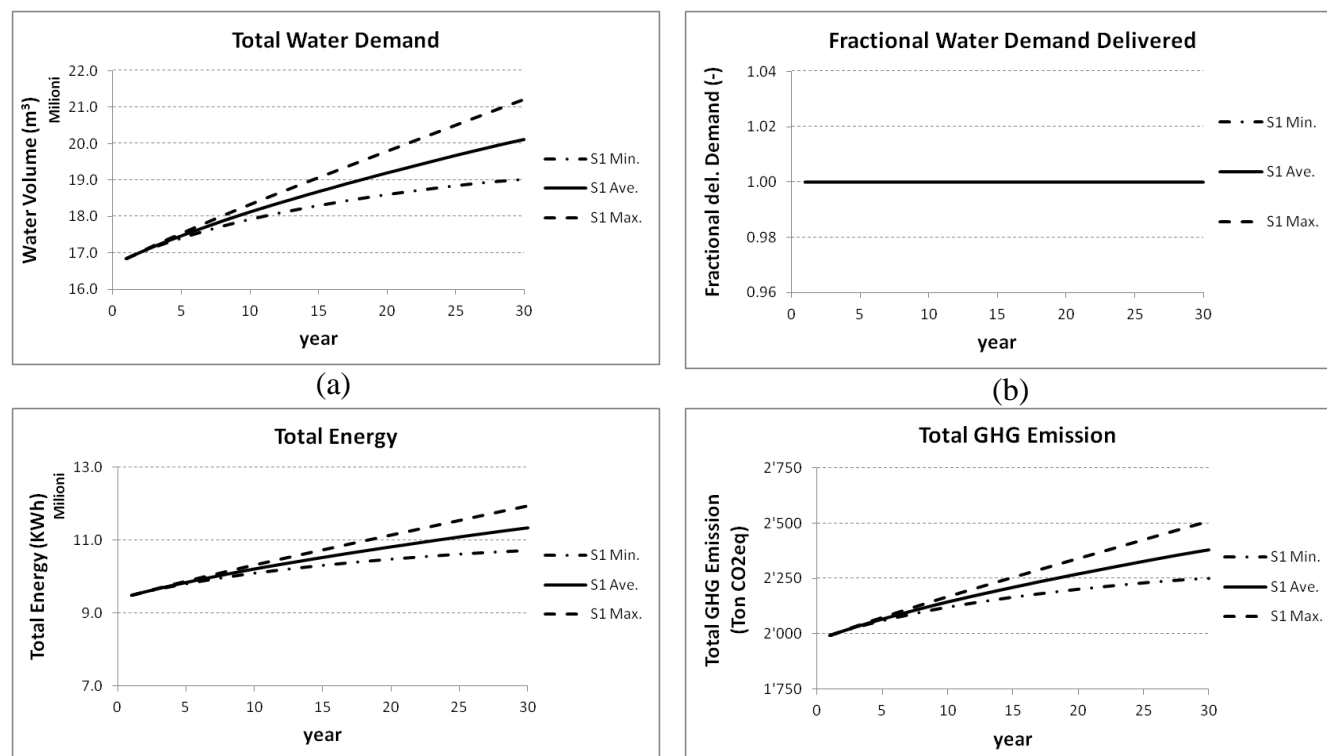 Total Water Demand
Water Volume (m³)
Milioni
22.0
21.0
20.0
19.0
18.0
17.0
16.0
0 5 10 15 20 25 30
year
S1 Min.
S1 Ave.
S1 Max.
(a)
Fractional Water Demand Delivered
Fractional del. Demand (-)
1.04
1.02
1.00
0.98
0.96
0 5 10 15 20 25 30
year
S1 Min.
S1 Ave.
S1 Max.
(b)
Total Energy
Total Energy (KWh)
Milioni
13.0
11.0
9.0
7.0
0 5 10 15 20 25 30
year
S1 Min.
S1 Ave.
S1 Max.
Total GHG Emission
Total GHG Emission
(Ton CO2eq)
2'750
2'500
2'250
2'000
1'750
0 5 10 15 20 25 30
year
S1 Min.
S1 Ave.
S1 Max.